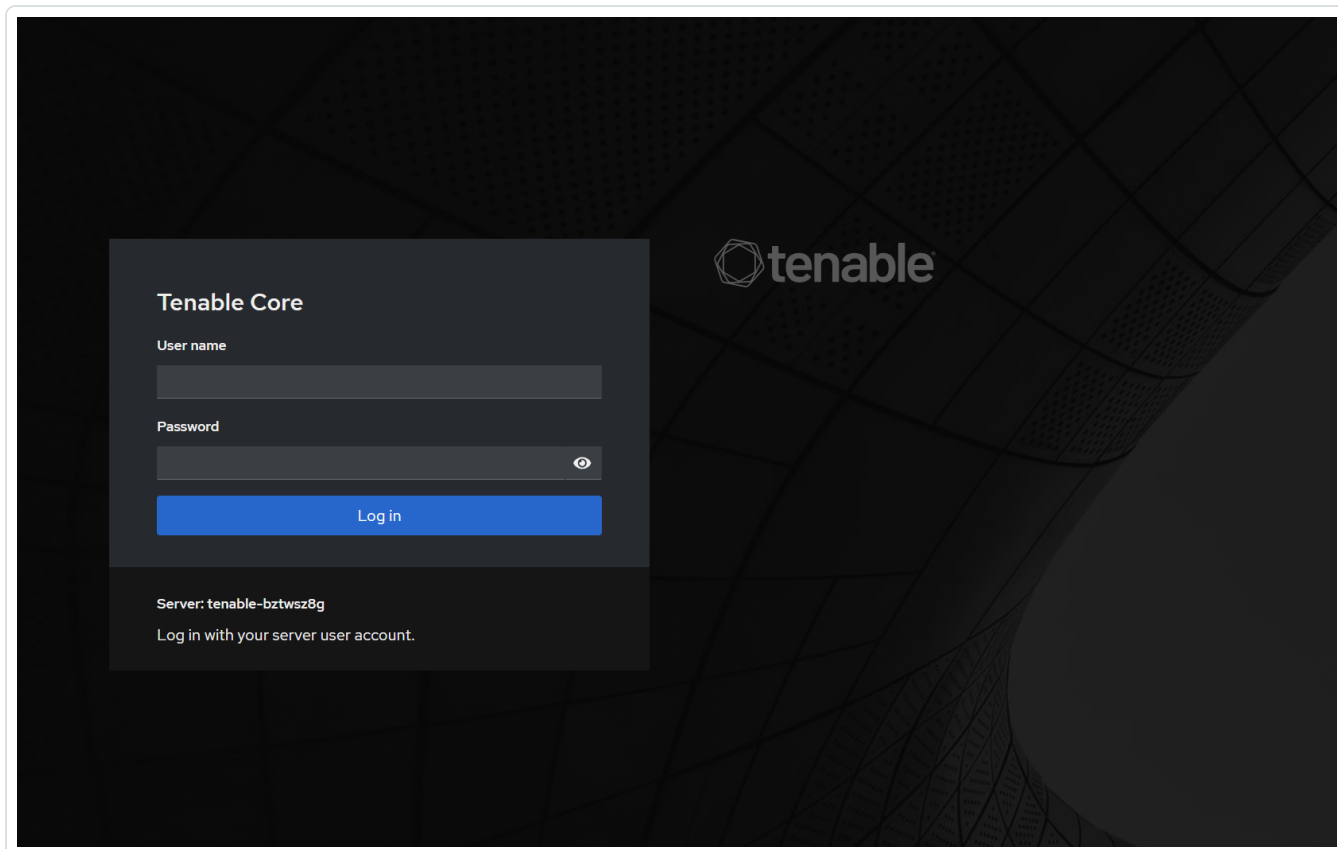 tenable
Tenable Core
User name
Password
Log in
Server: tenable-bztwsz8g
Log in with your server user account.